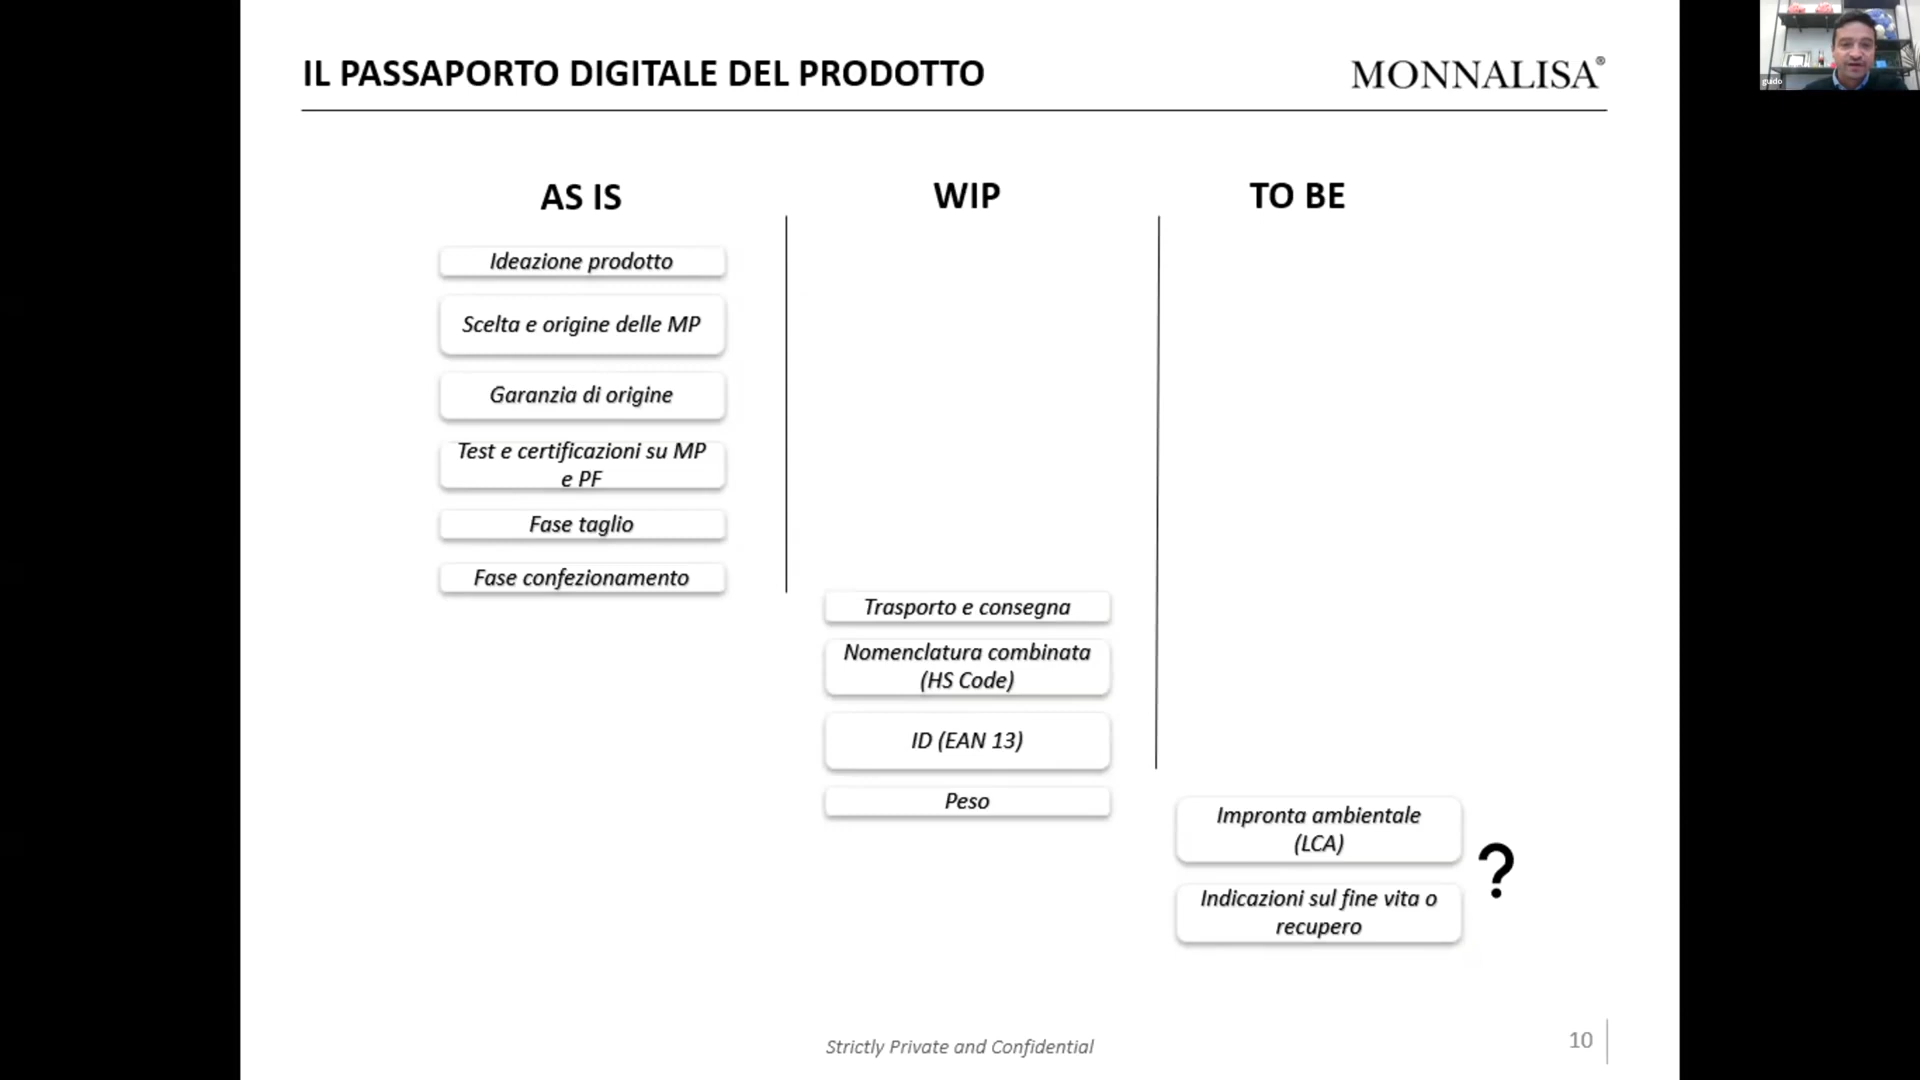 IL PASSAPORTO DIGITALE DEL PRODOTTO
MONNALISA®
guido
AS IS
WIP
TO BE
Ideazione prodotto
Scelta e origine delle MP
Garanzia di origine
Test e certificazioni su MP
e PF
Fase taglio
Fase confezionamento
Trasporto e consegna
Nomenclatura combinata
(HS Code)
ID (EAN 13)
Peso
Impronta ambientale
(LCA)
?
Indicazioni sul fine vita o
recupero
Strictly Private and Confidential
10